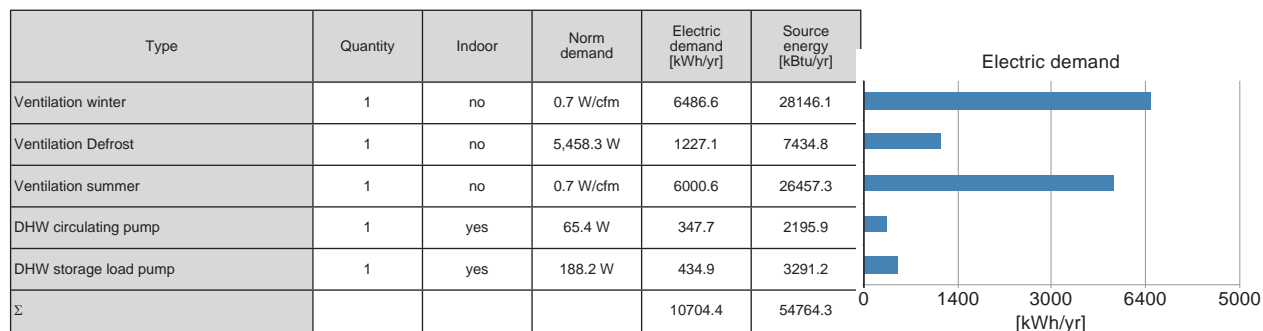 Type Quantity Indoor Norm demand Electric demand [kWh/yr] Source energy [kBtu/yr]
Ventilation winter 1 no 0.7 W/cfm 6486.6 28146.1
Ventilation Defrost 1 no 5,458.3 W 1227.1 7434.8
Ventilation summer 1 no 0.7 W/cfm 6000.6 26457.3
DHW circulating pump 1 yes 65.4 W 347.7 2195.9
DHW storage load pump 1 yes 188.2 W 434.9 3291.2
Σ 10704.4 54764.3
Electric demand
0 1400 3000 6400 5000
[kWh/yr]